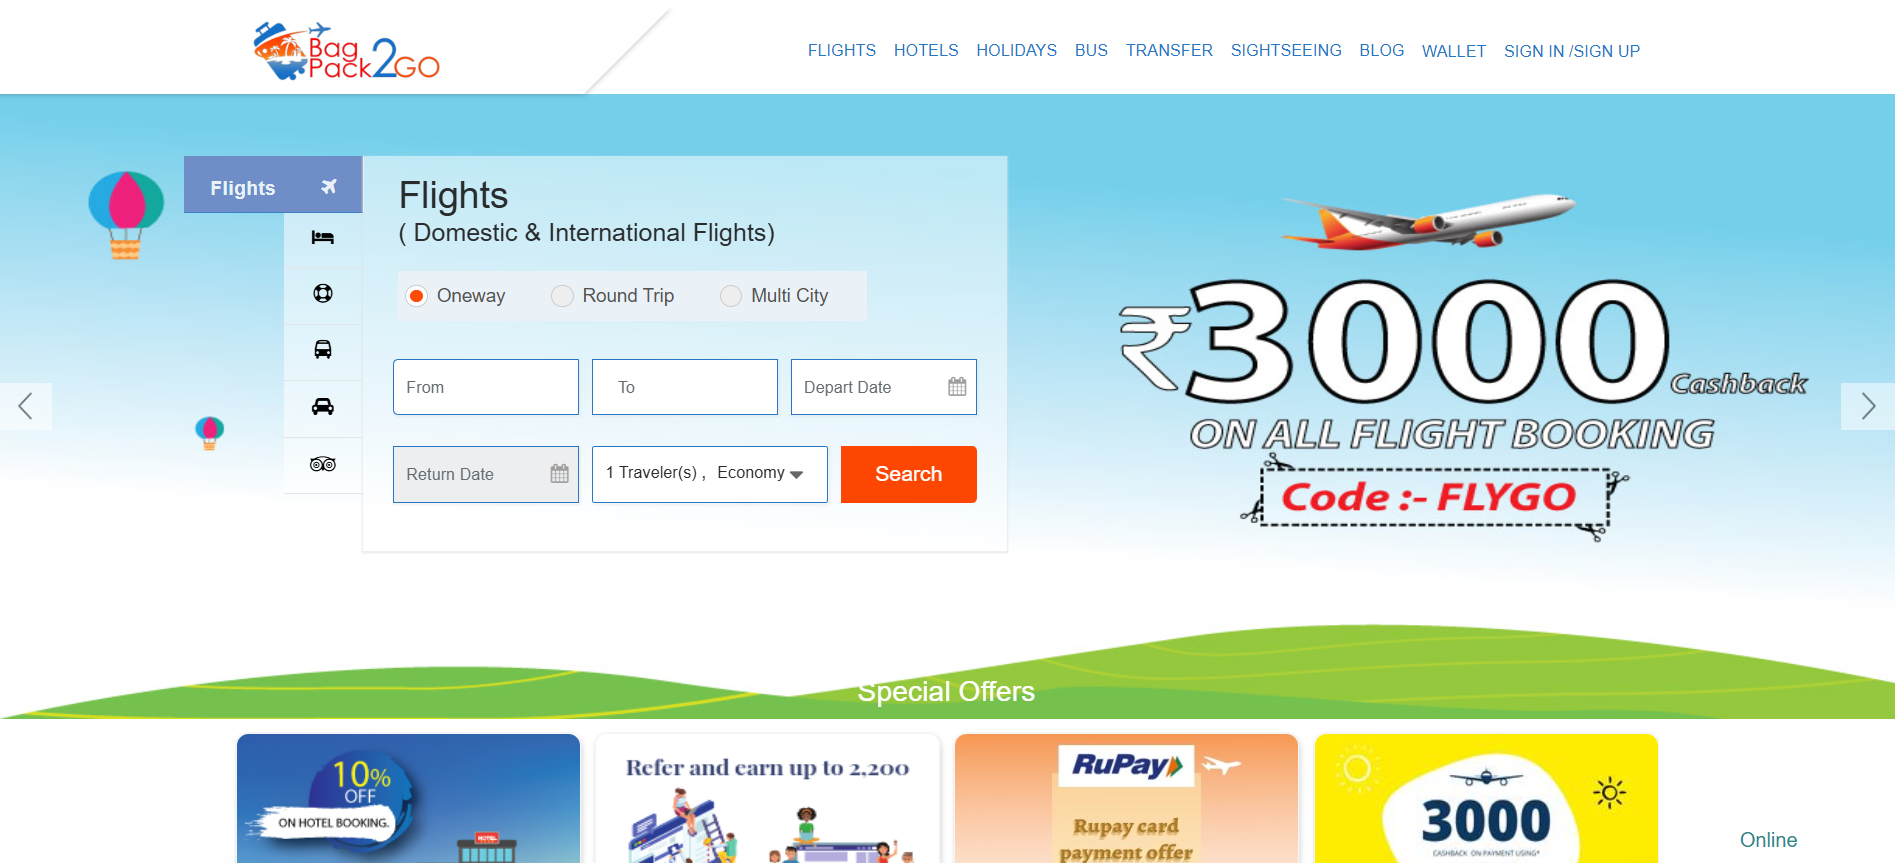 Bag
Pack2GO
FLIGHTS HOTELS HOLIDAYS BUS TRANSFER SIGHTSEEING BLOG WALLET SIGN IN /SIGN UP
Flights
Flights
( Domestic & International Flights)
Oneway Round Trip Multi City
From To Depart Date
Return Date 1 Traveler(s) , Economy Search
₹3000 Cashback
ON ALL FLIGHT BOOKING
Code :- FLYGO
Special Offers
10%
OFF
ON HOTEL BOOKING.
HOTEL
Refer and earn up to 2,200
RuPay
Rupay card
payment offer
3000
CASHBACK ON PAYMENT USING*
Online